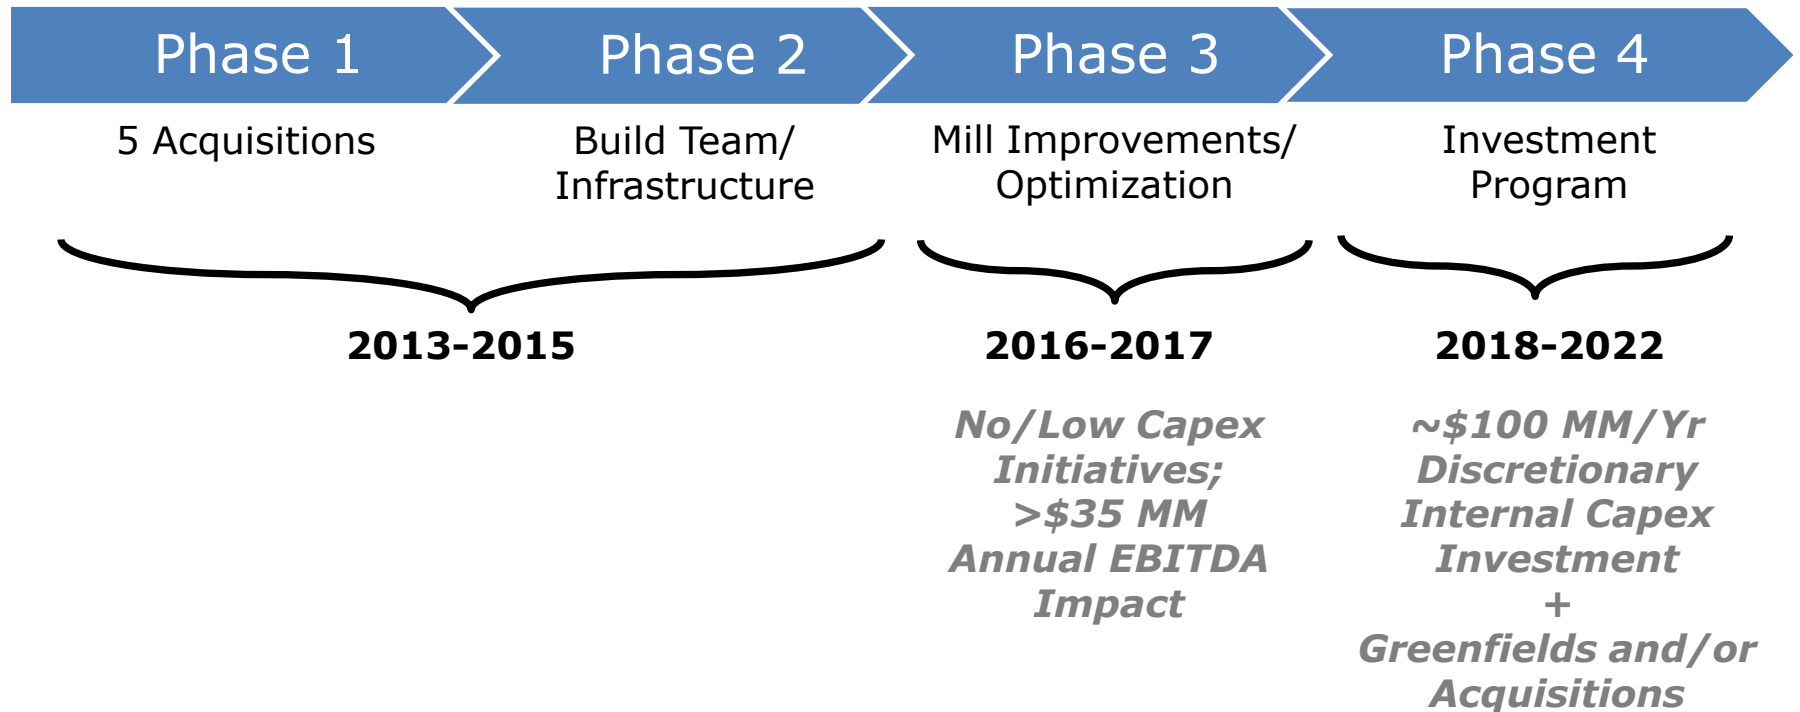 Phase 1
Phase 2
Phase 3
Phase 4
5 Acquisitions
Build Team/
Infrastructure
Mill Improvements/
Optimization
Investment
Program
2013-2015
2016-2017
2018-2022
No/Low Capex
Initiatives;
>$35 MM
Annual EBITDA
Impact
~$100 MM/Yr
Discretionary
Internal Capex
Investment
+
Greenfields and/or
Acquisitions